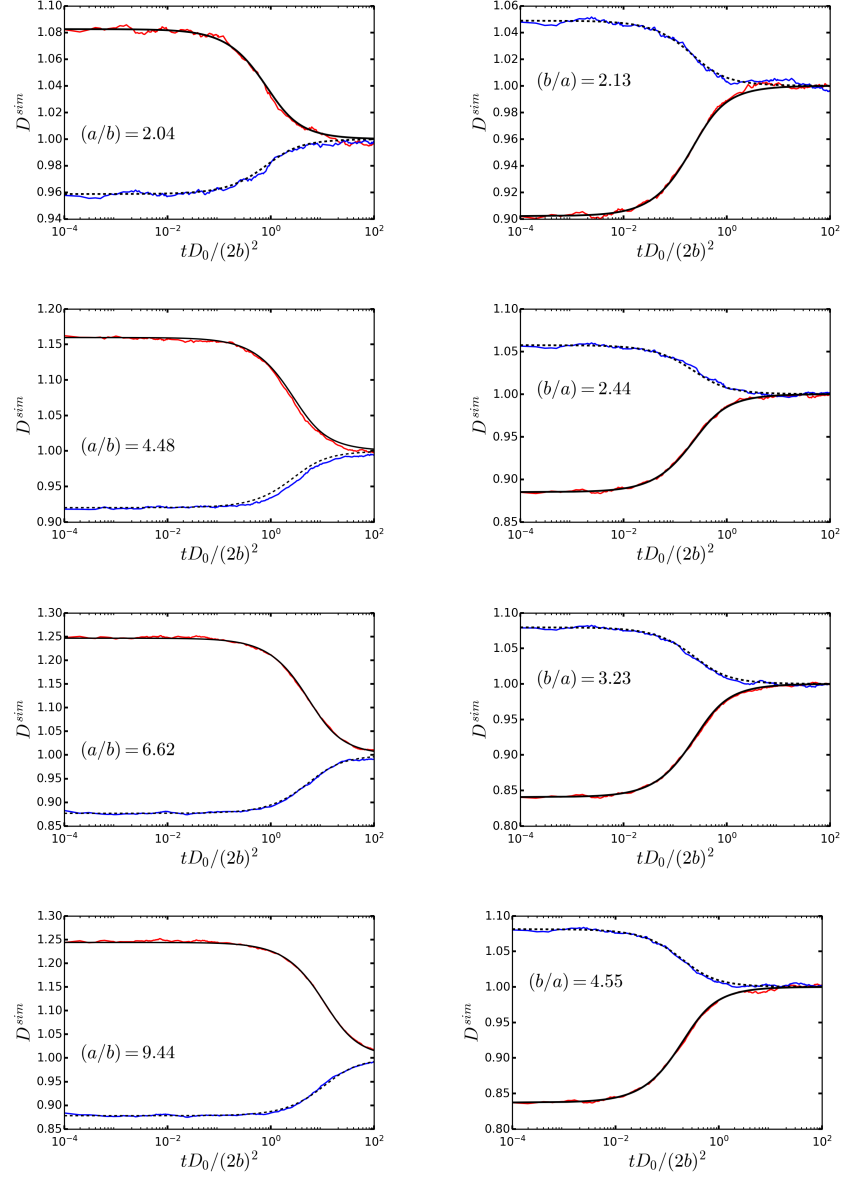 1.10
1.08
1.06
1.04
1.02
1.00
0.98
0.96
0.94
D^{sim}
(a/b) = 2.04
10^{-4} 10^{-2} 10^{0} 10^{2}
tD_0/(2b)^2
1.06
1.04
1.02
1.00
0.98
0.96
0.94
0.92
0.90
D^{sim}
(b/a) = 2.13
10^{-4} 10^{-2} 10^{0} 10^{2}
tD_0/(2b)^2
1.20
1.15
1.10
1.05
1.00
0.95
0.90
D^{sim}
(a/b) = 4.48
10^{-4} 10^{-2} 10^{0} 10^{2}
tD_0/(2b)^2
1.10
1.05
1.00
0.95
0.90
0.85
D^{sim}
(b/a) = 2.44
10^{-4} 10^{-2} 10^{0} 10^{2}
tD_0/(2b)^2
1.30
1.25
1.20
1.15
1.10
1.05
1.00
0.95
0.90
0.85
D^{sim}
(a/b) = 6.62
10^{-4} 10^{-2} 10^{0} 10^{2}
tD_0/(2b)^2
1.10
1.05
1.00
0.95
0.90
0.85
0.80
D^{sim}
(b/a) = 3.23
10^{-4} 10^{-2} 10^{0} 10^{2}
tD_0/(2b)^2
1.30
1.25
1.20
1.15
1.10
1.05
1.00
0.95
0.90
0.85
D^{sim}
(a/b) = 9.44
10^{-4} 10^{-2} 10^{0} 10^{2}
tD_0/(2b)^2
1.10
1.05
1.00
0.95
0.90
0.85
0.80
D^{sim}
(b/a) = 4.55
10^{-4} 10^{-2} 10^{0} 10^{2}
tD_0/(2b)^2